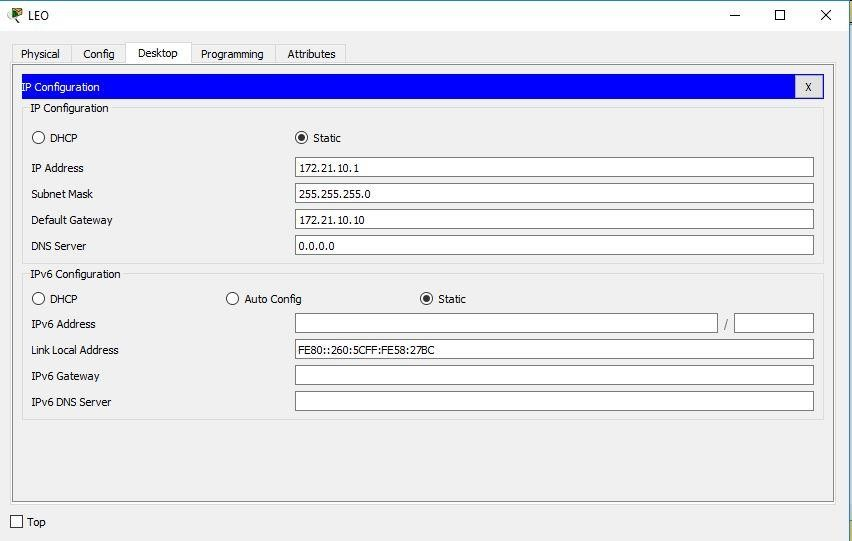 LEO
Physical Config Desktop Programming Attributes
IP Configuration X
IP Configuration
DHCP Static
IP Address 172.21.10.1
Subnet Mask 255.255.255.0
Default Gateway 172.21.10.10
DNS Server 0.0.0.0
IPv6 Configuration
DHCP Auto Config Static
IPv6 Address /
Link Local Address FE80::260:5CFF:FE58:27BC
IPv6 Gateway
IPv6 DNS Server
Top